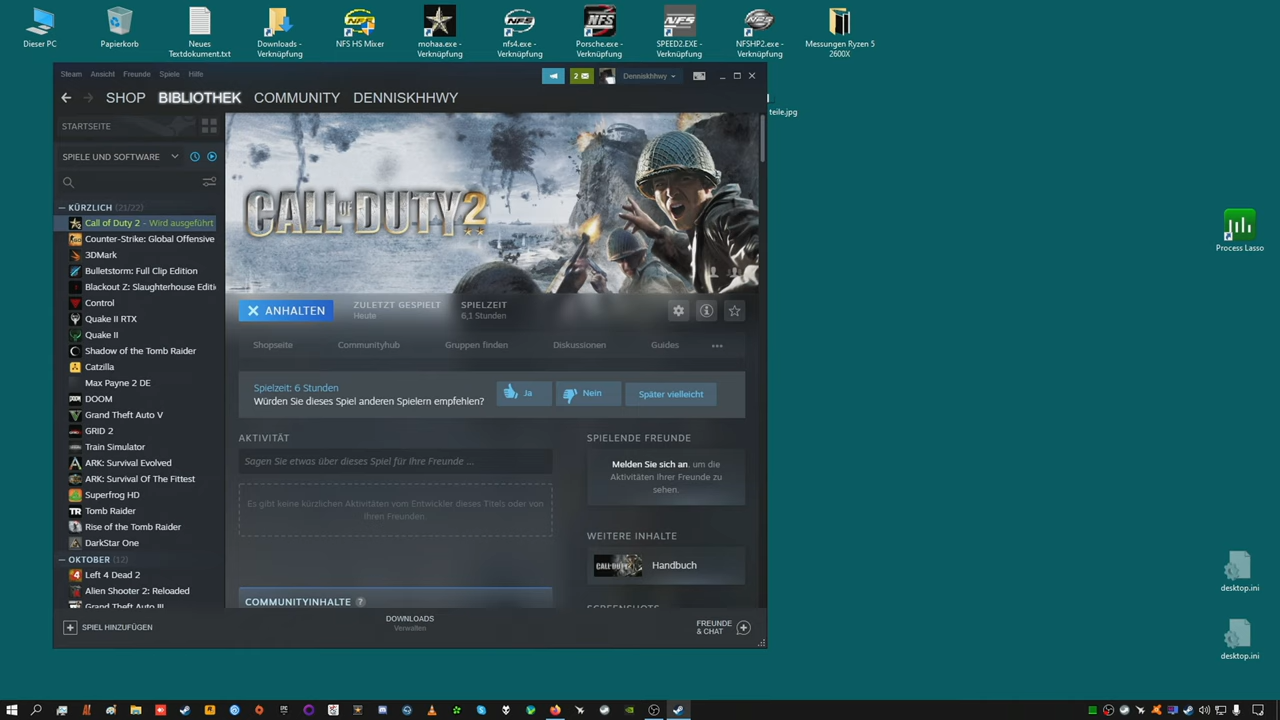 Dieser PC
Papierkorb
Neues
Textdokument.txt
Downloads -
Verknüpfung
NFS HS Mixer
mohaa.exe -
Verknüpfung
nfs4.exe -
Verknüpfung
Porsche.exe -
Verknüpfung
SPEED2.EXE -
Verknüpfung
NFSHP2.exe -
Verknüpfung
Messungen Ryzen 5
2600X
Steam Ansicht Freunde Spiele Hilfe
2
Denniskhhwy
SHOP BIBLIOTHEK COMMUNITY DENNISKHHWY
teile.jpg
STARTSEITE
SPIELE UND SOFTWARE
KÜRZLICH (21/22)
Call of Duty 2 - Wird ausgeführt
Counter-Strike: Global Offensive
3DMark
Bulletstorm: Full Clip Edition
Blackout Z: Slaughterhouse Editi
Control
Quake II RTX
Quake II
Shadow of the Tomb Raider
Catzilla
Max Payne 2 DE
DOOM
Grand Theft Auto V
GRID 2
Train Simulator
ARK: Survival Evolved
ARK: Survival Of The Fittest
Superfrog HD
Tomb Raider
Rise of the Tomb Raider
DarkStar One
OKTOBER (12)
Left 4 Dead 2
Alien Shooter 2: Reloaded
Grand Theft Auto III
CALL OF DUTY 2
ANHALTEN
ZULETZT GESPIELT
Heute
SPIELZEIT
6,1 Stunden
Shopseite Communityhub Gruppen finden Diskussionen Guides
Spielzeit: 6 Stunden
Würden Sie dieses Spiel anderen Spielern empfehlen?
Ja
Nein
Später vielleicht
AKTIVITÄT
Sagen Sie etwas über dieses Spiel für Ihre Freunde ...
Es gibt keine kürzlichen Aktivitäten vom Entwickler dieses Titels oder von
Ihren Freunden.
SPIELENDE FREUNDE
Melden Sie sich an, um die
Aktivitäten Ihrer Freunde zu
sehen.
WEITERE INHALTE
Handbuch
COMMUNITYINHALTE ?
SCREENSHOTS
SPIEL HINZUFÜGEN
DOWNLOADS
Verwalten
FREUNDE
& CHAT
Process Lasso
desktop.ini
desktop.ini